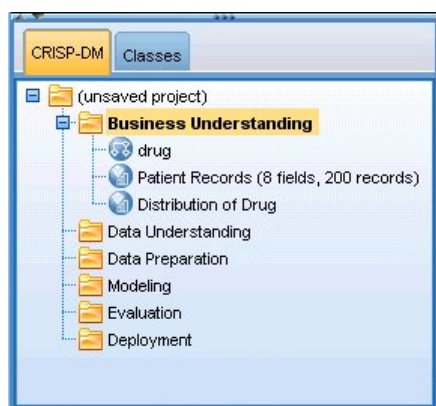 CRISP-DM
Classes
(unsaved project)
Business Understanding
drug
Patient Records (8 fields, 200 records)
Distribution of Drug
Data Understanding
Data Preparation
Modeling
Evaluation
Deployment